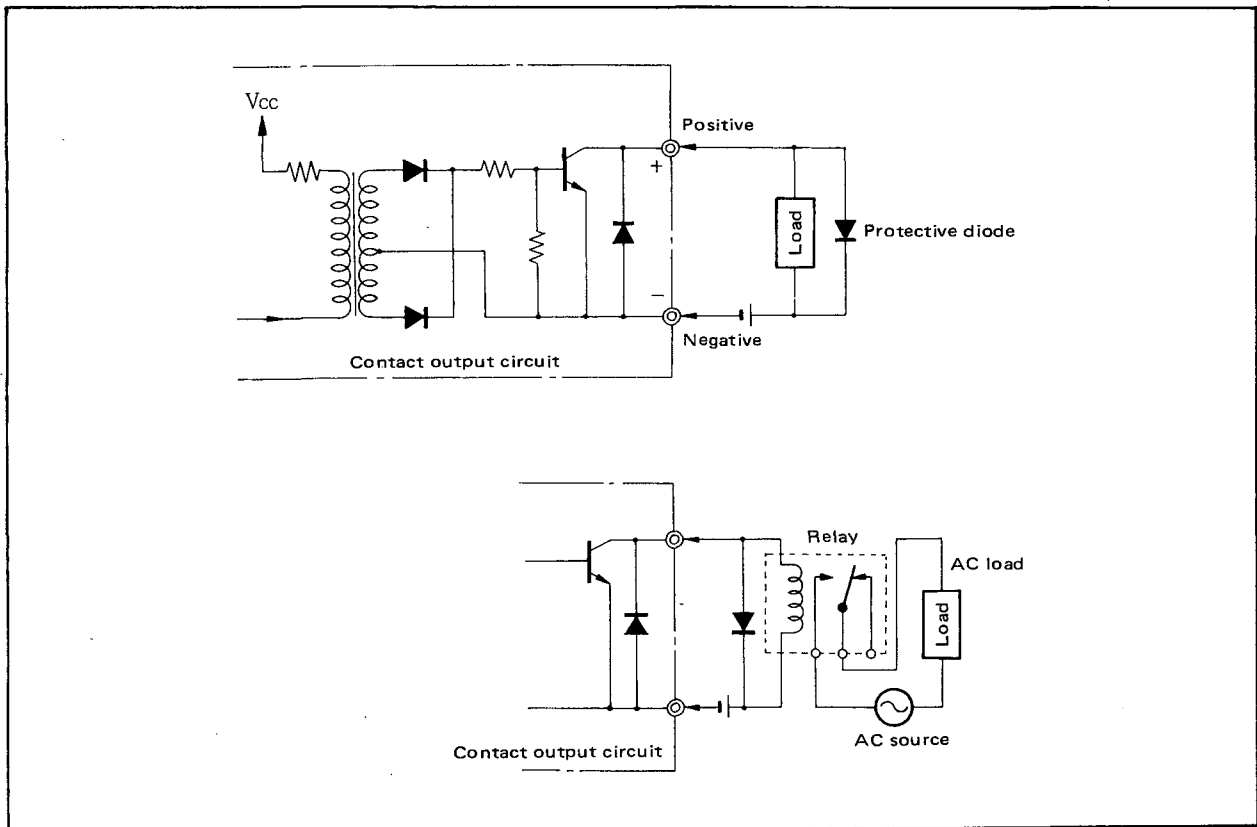 Vcc
Positive
+
Load
Protective diode
−
Negative
Contact output circuit
Relay
AC load
Load
AC source
Contact output circuit